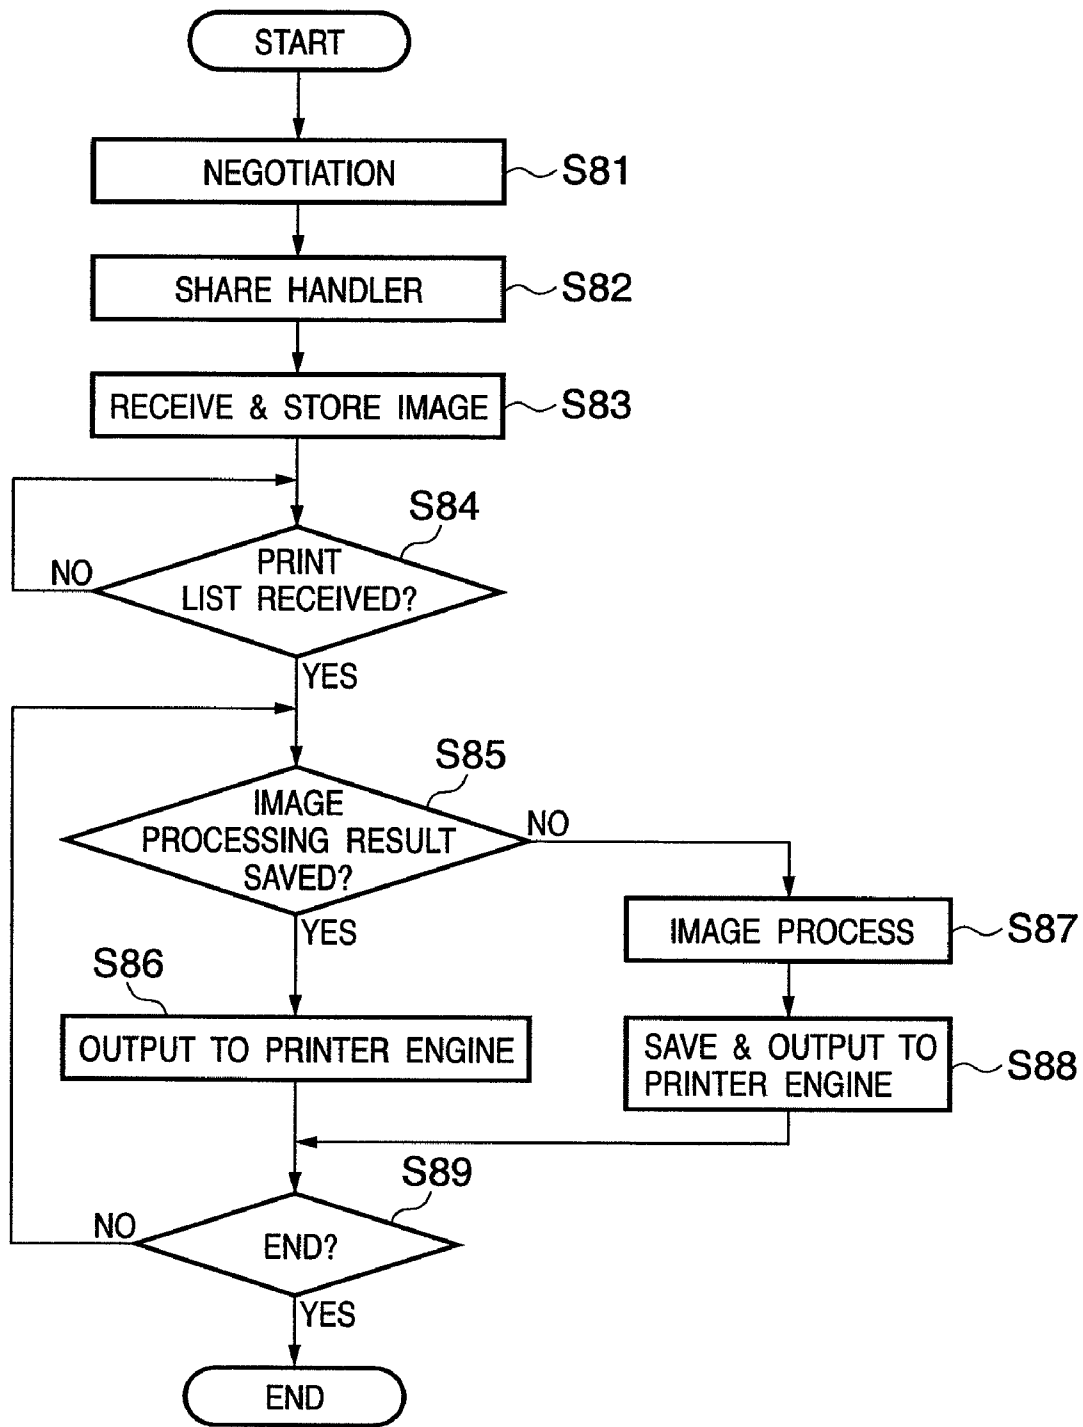 START
NEGOTIATION
S81
SHARE HANDLER
S82
RECEIVE & STORE IMAGE
S83
S84
PRINT
LIST RECEIVED?
NO
YES
S85
IMAGE
PROCESSING RESULT
SAVED?
NO
YES
IMAGE PROCESS
S87
S86
OUTPUT TO PRINTER ENGINE
SAVE & OUTPUT TO
PRINTER ENGINE
S88
S89
END?
NO
YES
END